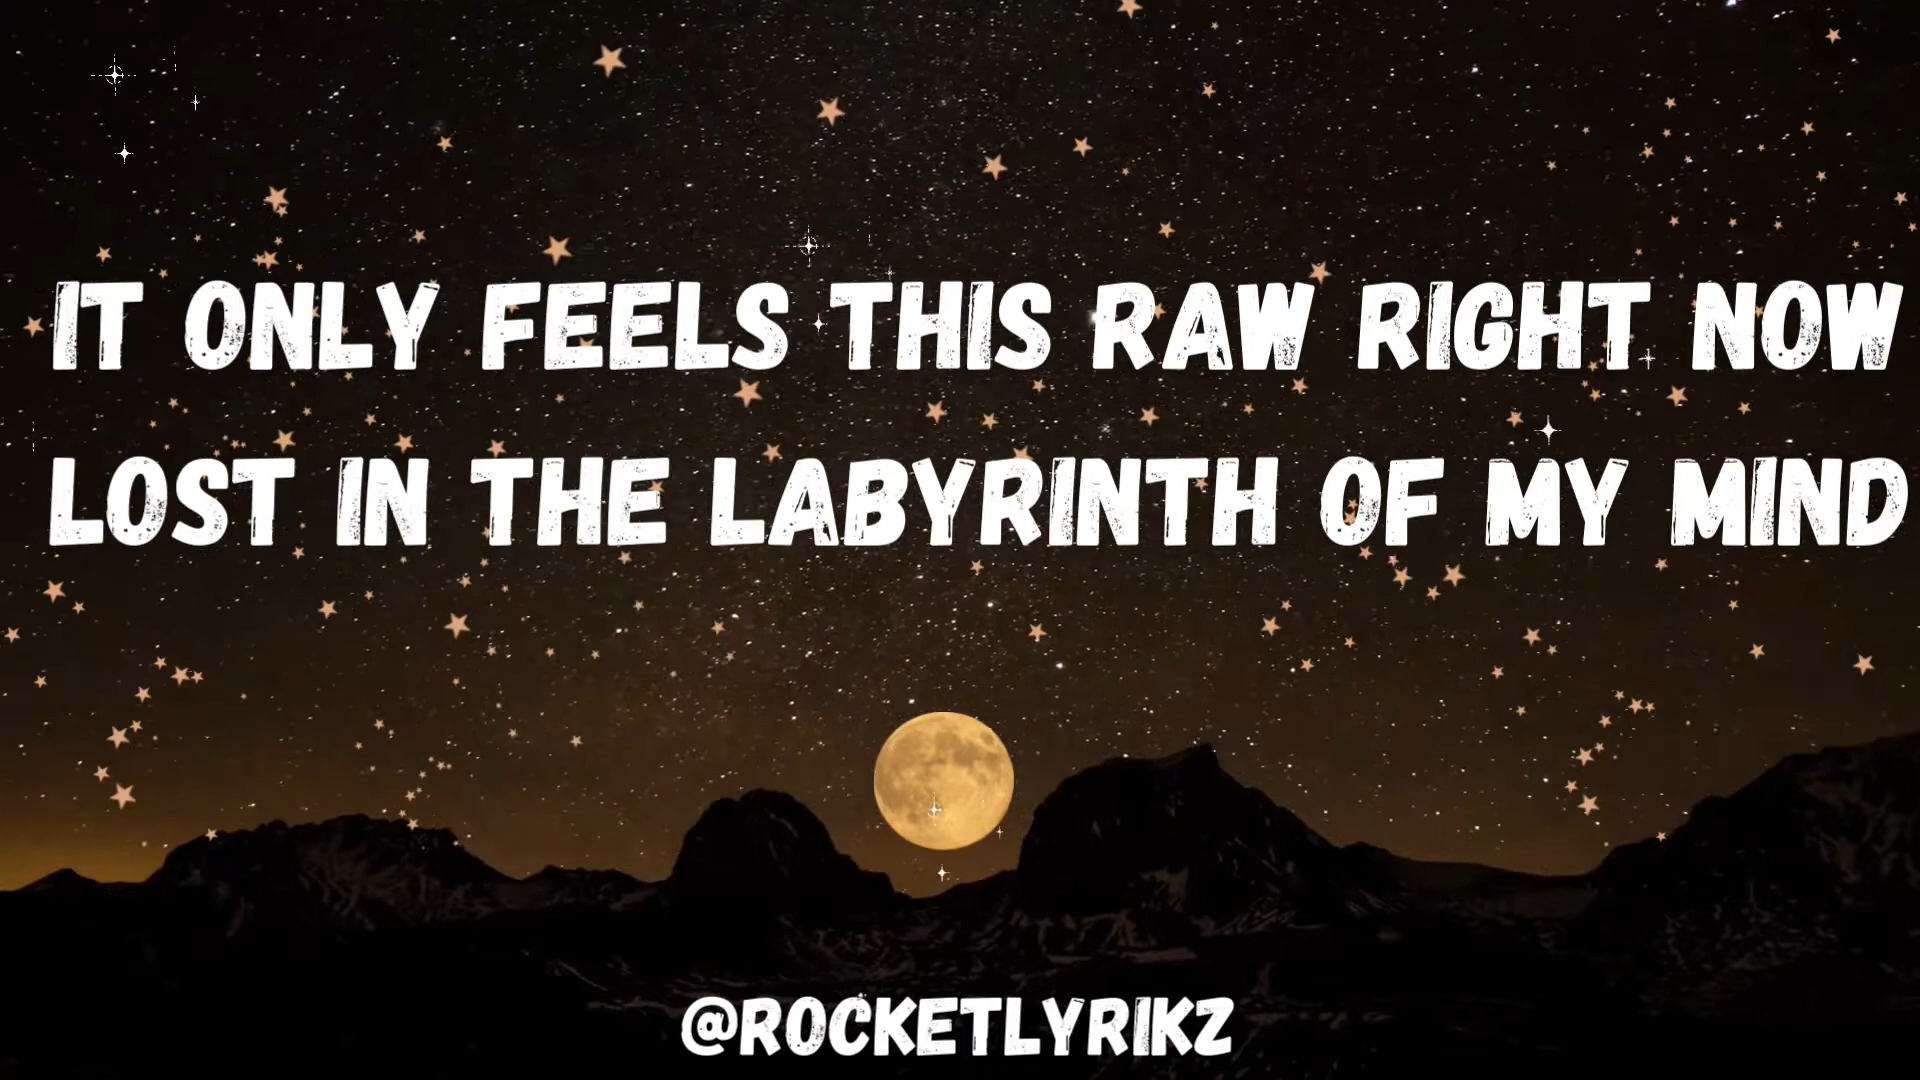 IT ONLY FEELS THIS RAW RIGHT NOW
LOST IN THE LABYRINTH OF MY MIND
@ROCKETLYRIKZ